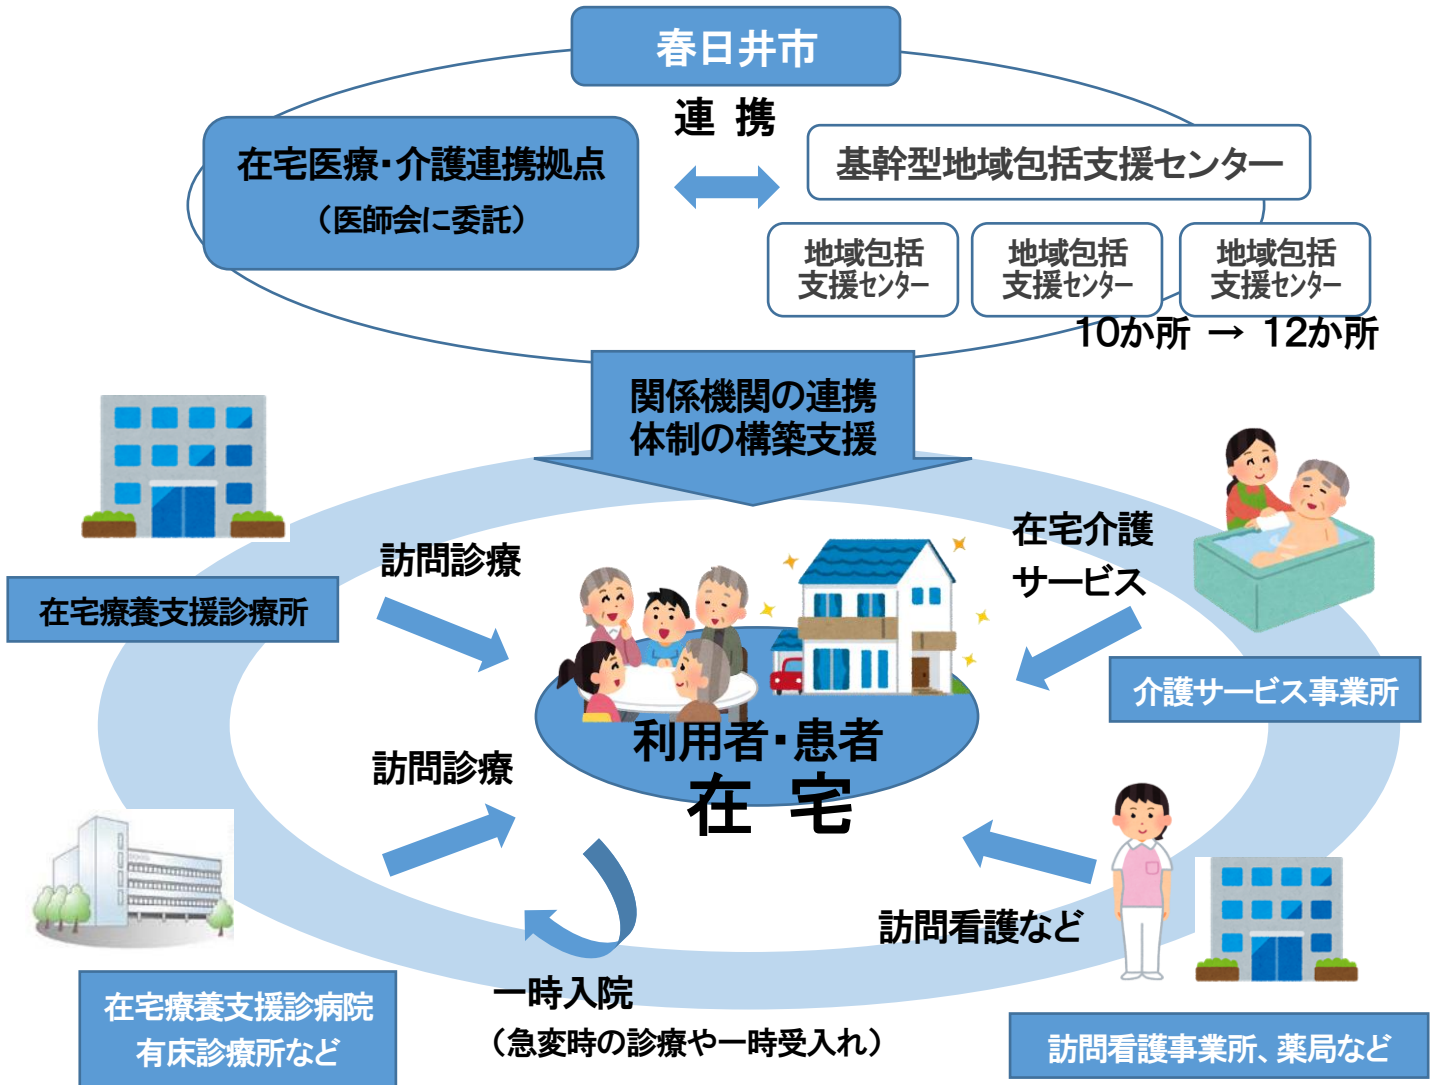 春日井市
連 携
在宅医療・介護連携拠点
（医師会に委託）
基幹型地域包括支援センター
地域包括
支援センター
地域包括
支援センター
地域包括
支援センター
10か所 → 12か所
関係機関の連携
体制の構築支援
訪問診療
在宅療養支援診療所
在宅介護
サービス
介護サービス事業所
利用者・患者
在 宅
訪問診療
在宅療養支援診病院
有床診療所など
一時入院
（急変時の診療や一時受入れ）
訪問看護など
訪問看護事業所、薬局など